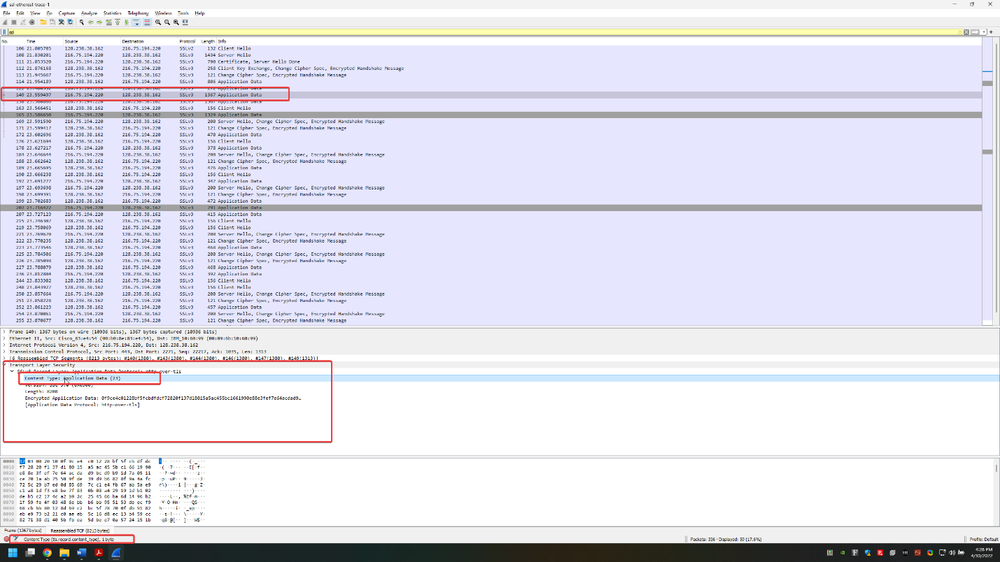 ssl-ethereal-trace-1
File Edit View Go Capture Analyze Statistics Telephony Wireless Tools Help
ssl
No. Time Source Destination Protocol Length Info
106 21.805705 128.238.38.162 216.75.194.220 SSLv2 132 Client Hello
108 21.830201 216.75.194.220 128.238.38.162 SSLv3 1434 Server Hello
111 21.853520 216.75.194.220 128.238.38.162 SSLv3 790 Certificate, Server Hello Done
112 21.876168 128.238.38.162 216.75.194.220 SSLv3 258 Client Key Exchange, Change Cipher Spec, Encrypted Handshake Message
113 21.945667 216.75.194.220 128.238.38.162 SSLv3 121 Change Cipher Spec, Encrypted Handshake Message
114 21.954189 128.238.38.162 216.75.194.220 SSLv3 806 Application Data
149 23.559497 216.75.194.220 128.238.38.162 SSLv3 1367 Application Data
158 23.560866 216.75.194.220 128.238.38.162 SSLv3 1367 Application Data
163 23.566451 128.238.38.162 216.75.194.220 SSLv3 156 Client Hello
165 23.586650 216.75.194.220 128.238.38.162 SSLv3 1329 Application Data
169 23.591590 216.75.194.220 128.238.38.162 SSLv3 200 Server Hello, Change Cipher Spec, Encrypted Handshake Message
171 23.599417 128.238.38.162 216.75.194.220 SSLv3 121 Change Cipher Spec, Encrypted Handshake Message
172 23.602696 128.238.38.162 216.75.194.220 SSLv3 470 Application Data
176 23.621694 128.238.38.162 216.75.194.220 SSLv3 156 Client Hello
178 23.627217 216.75.194.220 128.238.38.162 SSLv3 378 Application Data
184 23.646644 216.75.194.220 128.238.38.162 SSLv3 200 Server Hello, Change Cipher Spec, Encrypted Handshake Message
188 23.662642 128.238.38.162 216.75.194.220 SSLv3 121 Change Cipher Spec, Encrypted Handshake Message
189 23.665695 128.238.38.162 216.75.194.220 SSLv3 476 Application Data
190 23.666238 128.238.38.162 216.75.194.220 SSLv3 156 Client Hello
192 23.691277 216.75.194.220 128.238.38.162 SSLv3 347 Application Data
197 23.693698 216.75.194.220 128.238.38.162 SSLv3 200 Server Hello, Change Cipher Spec, Encrypted Handshake Message
198 23.699391 128.238.38.162 216.75.194.220 SSLv3 121 Change Cipher Spec, Encrypted Handshake Message
199 23.702683 128.238.38.162 216.75.194.220 SSLv3 472 Application Data
202 23.716422 216.75.194.220 128.238.38.162 SSLv3 791 Application Data
207 23.727123 216.75.194.220 128.238.38.162 SSLv3 415 Application Data
215 23.746302 128.238.38.162 216.75.194.220 SSLv3 156 Client Hello
219 23.758069 128.238.38.162 216.75.194.220 SSLv3 156 Client Hello
221 23.769670 216.75.194.220 128.238.38.162 SSLv3 200 Server Hello, Change Cipher Spec, Encrypted Handshake Message
222 23.770235 128.238.38.162 216.75.194.220 SSLv3 121 Change Cipher Spec, Encrypted Handshake Message
223 23.773546 128.238.38.162 216.75.194.220 SSLv3 468 Application Data
225 23.784506 216.75.194.220 128.238.38.162 SSLv3 200 Server Hello, Change Cipher Spec, Encrypted Handshake Message
226 23.785098 128.238.38.162 216.75.194.220 SSLv3 121 Change Cipher Spec, Encrypted Handshake Message
227 23.788079 128.238.38.162 216.75.194.220 SSLv3 468 Application Data
236 23.812804 216.75.194.220 128.238.38.162 SSLv3 392 Application Data
244 23.833302 128.238.38.162 216.75.194.220 SSLv3 156 Client Hello
248 23.843927 128.238.38.162 216.75.194.220 SSLv3 156 Client Hello
250 23.857664 216.75.194.220 128.238.38.162 SSLv3 200 Server Hello, Change Cipher Spec, Encrypted Handshake Message
251 23.858228 128.238.38.162 216.75.194.220 SSLv3 121 Change Cipher Spec, Encrypted Handshake Message
252 23.861223 128.238.38.162 216.75.194.220 SSLv3 457 Application Data
254 23.870061 216.75.194.220 128.238.38.162 SSLv3 200 Server Hello, Change Cipher Spec, Encrypted Handshake Message
255 23.870677 128.238.38.162 216.75.194.220 SSLv3 121 Change Cipher Spec, Encrypted Handshake Message
Frame 149: 1367 bytes on wire (10936 bits), 1367 bytes captured (10936 bits)
Ethernet II, Src: Cisco_83:e4:54 (00:b0:8e:83:e4:54), Dst: IBM_10:60:99 (00:09:6b:10:60:99)
Internet Protocol Version 4, Src: 216.75.194.220, Dst: 128.238.38.162
Transmission Control Protocol, Src Port: 443, Dst Port: 2271, Seq: 22217, Ack: 1035, Len: 1313
[6 Reassembled TCP Segments (8213 bytes): #140(1380), #143(1380), #144(1380), #146(1380), #147(1380), #149(1313)]
Transport Layer Security
SSLv3 Record Layer: Application Data Protocol: http-over-tls
Content Type: Application Data (23)
Version: SSL 3.0 (0x0300)
Length: 8208
Encrypted Application Data: 0f9ce4c01228bf5fcbdfdcf72820f137d18015a5ac455bc1661990e88e3fef7e64acdad9…
[Application Data Protocol: http-over-tls]
0000 17 03 00 20 10 0f 9c e4 c0 12 28 bf 5f cb df dc
0010 f7 28 20 f1 37 d1 80 15 a5 ac 45 5b c1 66 19 90
0020 e8 8e 3f ef 7e 64 ac da d9 bc d9 b9 1d 7a 05 11
0030 ce 70 1a ab 75 50 9f de 39 d9 b6 82 8f 9a 4a fc
0040 72 5c 29 b7 ed 0d 85 69 7c c1 e4 fb 67 ab 5a e9
0050 c1 a8 1d f3 e8 be 7f 83 0b 08 a4 29 19 1d b1 02
0060 de b5 c2 17 4c a2 b9 2c 25 45 66 ba 6d 14 96 b2
0070 1f 59 fe 4f 03 48 6e bb b6 bb 95 51 53 de ec f9
0080 68 cb bb 80 12 8d 69 c2 bc 5f 78 70 0f db 91 82
0090 eb e9 73 b2 21 c0 ae bc 5c 16 d8 ec 13 b4 59 cc
00a0 82 71 38 d1 40 5b fb ea 5d be e7 0a 57 24 15 1b
Frame (1367 bytes) Reassembled TCP (8213 bytes)
Content Type (tls.record.content_type), 1 byte
Packets: 336 · Displayed: 59 (17.6%)
Profile: Default
4:28 PM
4/30/2022